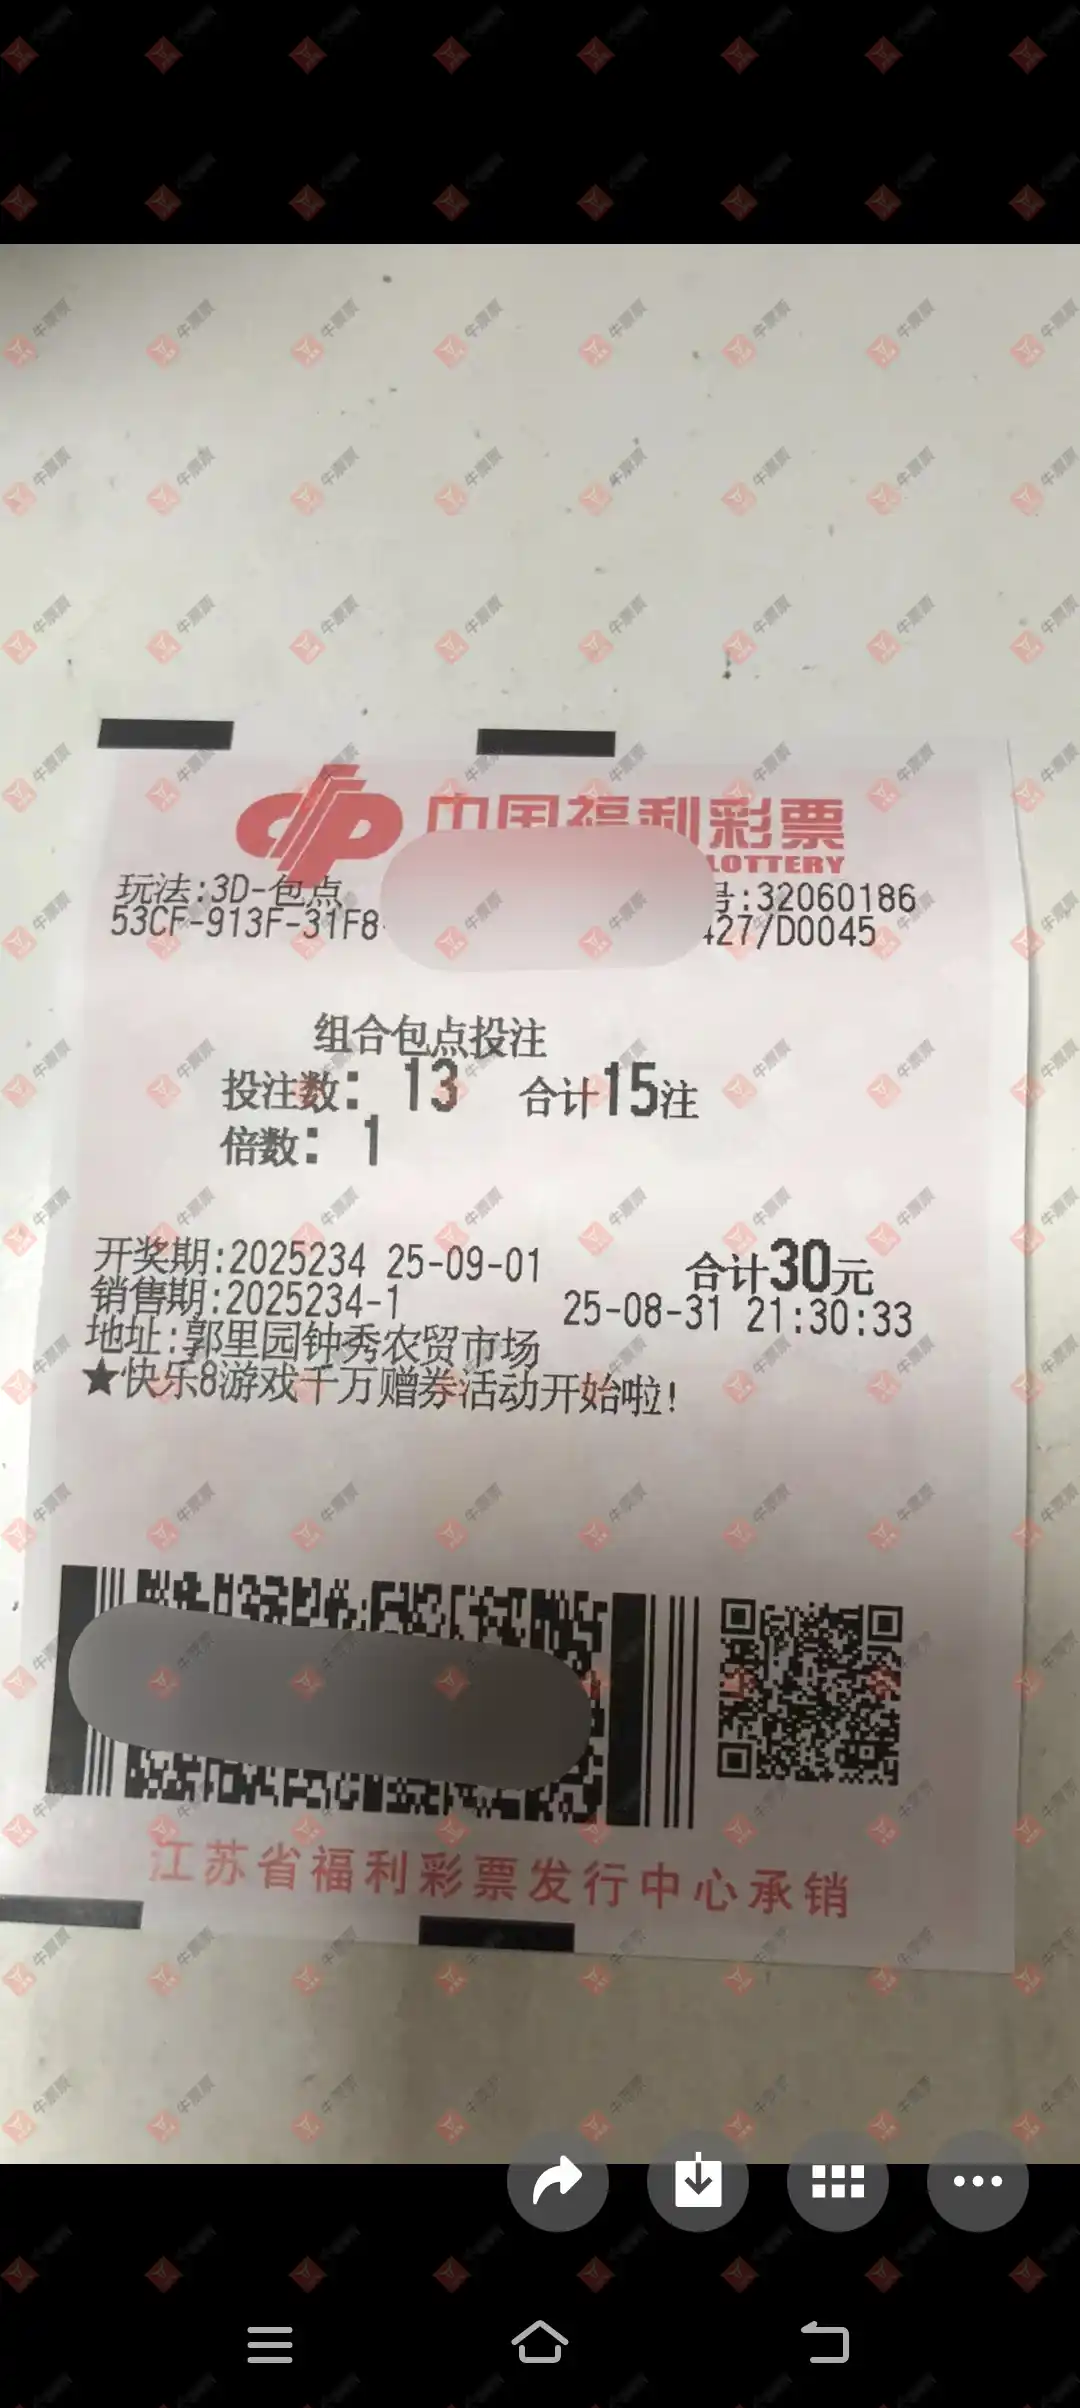 中国福利彩票
LOTTERY
玩法:3D-包点
号:32060186
53CF-913F-31F8
427/D0045
组合包点投注
投注数: 13 合计15注
倍数: 1
开奖期:2025234 25-09-01 合计30元
销售期:2025234-1 25-08-31 21:30:33
地址:郭里园钟秀农贸市场
★快乐8游戏千万赠券活动开始啦!
江苏省福利彩票发行中心承销
牛票票